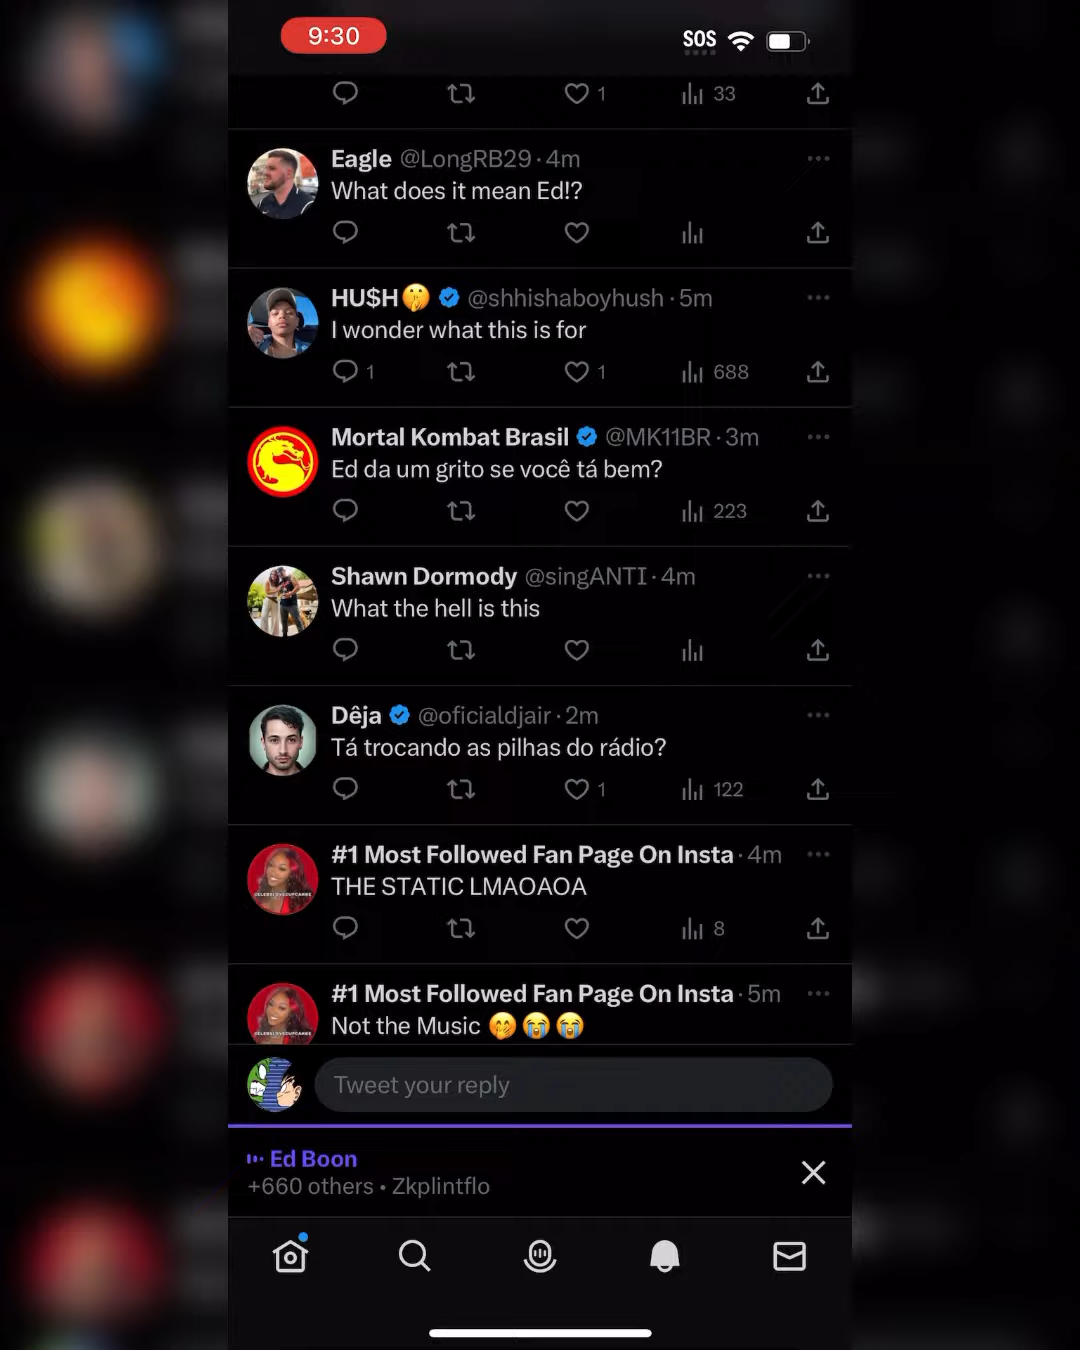 9:30
SOS
1
33
Eagle @LongRB29 · 4m
What does it mean Ed!?
HU$H🤫 @shhishaboyhush · 5m
I wonder what this is for
1
1
688
Mortal Kombat Brasil @MK11BR · 3m
Ed da um grito se você tá bem?
223
Shawn Dormody @singANTI · 4m
What the hell is this
Dêja @oficialdjair · 2m
Tá trocando as pilhas do rádio?
1
122
#1 Most Followed Fan Page On Insta · 4m
THE STATIC LMAOAOA
8
#1 Most Followed Fan Page On Insta · 5m
Not the Music 🤭😭😭
Tweet your reply
Ed Boon
+660 others • Zkplintflo